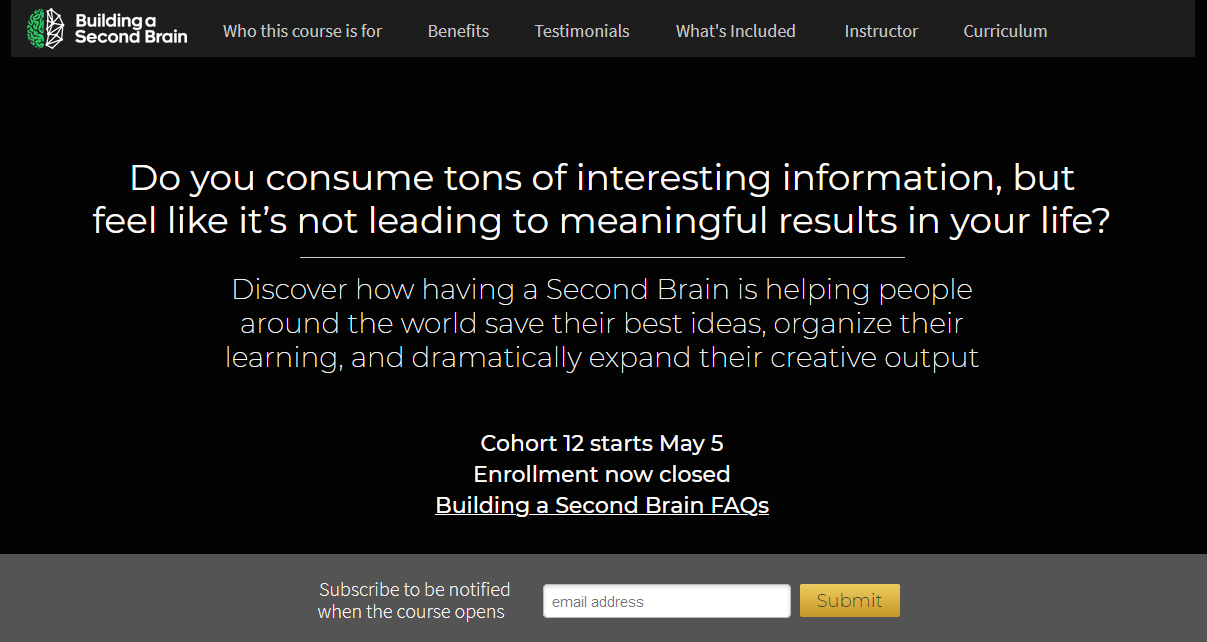 Building a
Second Brain
Who this course is for
Benefits
Testimonials
What's Included
Instructor
Curriculum
Do you consume tons of interesting information, but
feel like it’s not leading to meaningful results in your life?
Discover how having a Second Brain is helping people
around the world save their best ideas, organize their
learning, and dramatically expand their creative output
Cohort 12 starts May 5
Enrollment now closed
Building a Second Brain FAQs
Subscribe to be notified
when the course opens
email address
Submit